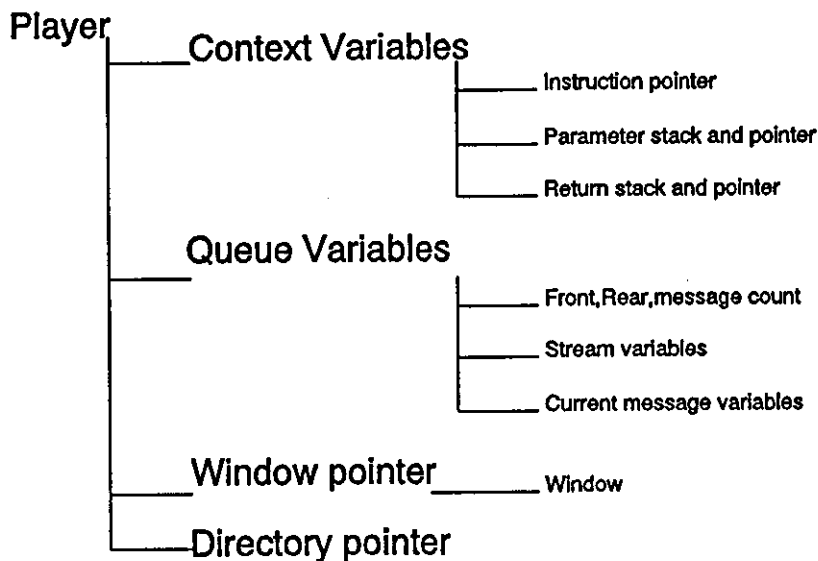 Player
Context Variables
Instruction pointer
Parameter stack and pointer
Return stack and pointer
Queue Variables
Front,Rear,message count
Stream variables
Current message variables
Window pointer
Window
Directory pointer